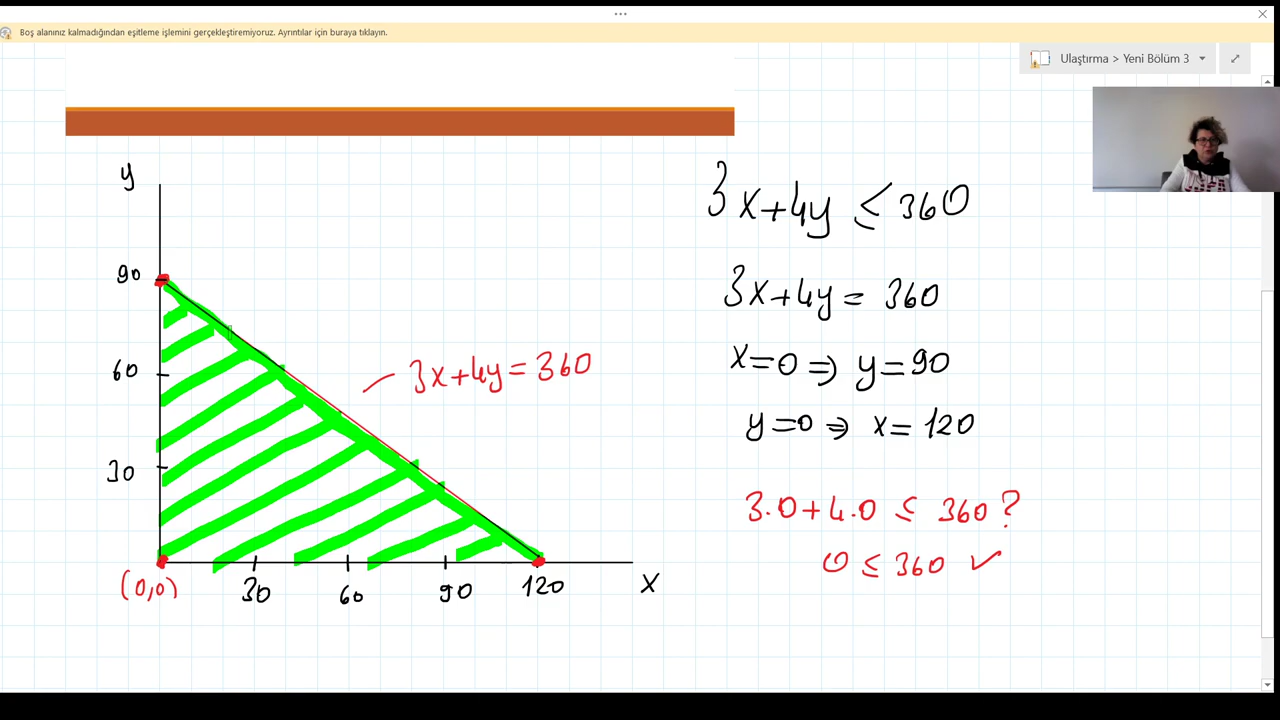 Boş alanınız kalmadığından eşitleme işlemini gerçekleştiremiyoruz. Ayrıntılar için buraya tıklayın.
Ulaştırma > Yeni Bölüm 3
y
90
60
30
(0,0)
30
60
90
120
x
3x+4y=360
3x+4y ≤ 360
3x+4y = 360
x=0 ⇒ y=90
y=0 ⇒ x=120
3.0+4.0 ≤ 360?
0 ≤ 360 ✓